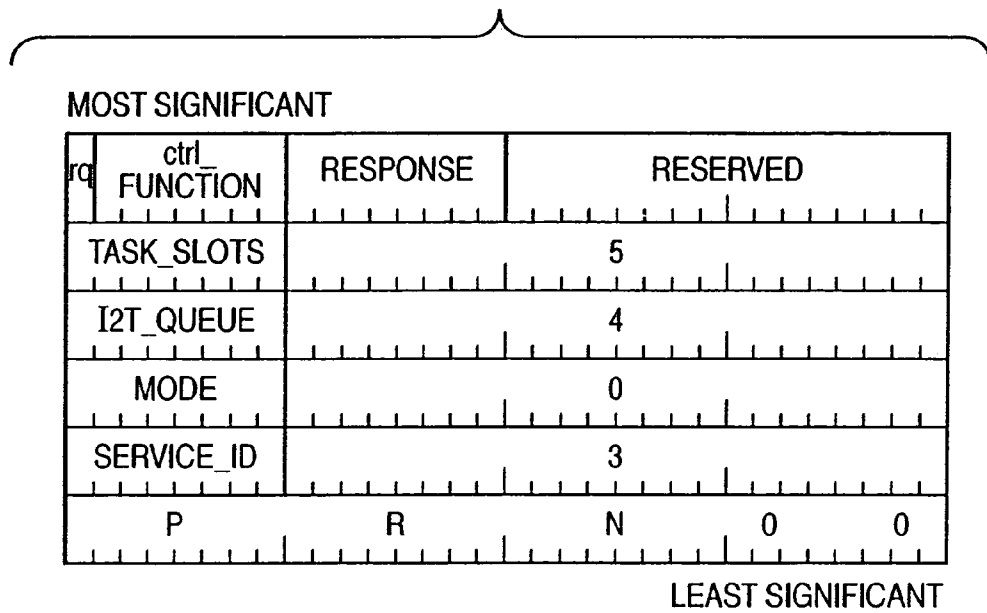 MOST SIGNIFICANT
rq ctrl_ FUNCTION RESPONSE RESERVED
TASK_SLOTS 5
I2T_QUEUE 4
MODE 0
SERVICE_ID 3
P R N 0 0
LEAST SIGNIFICANT